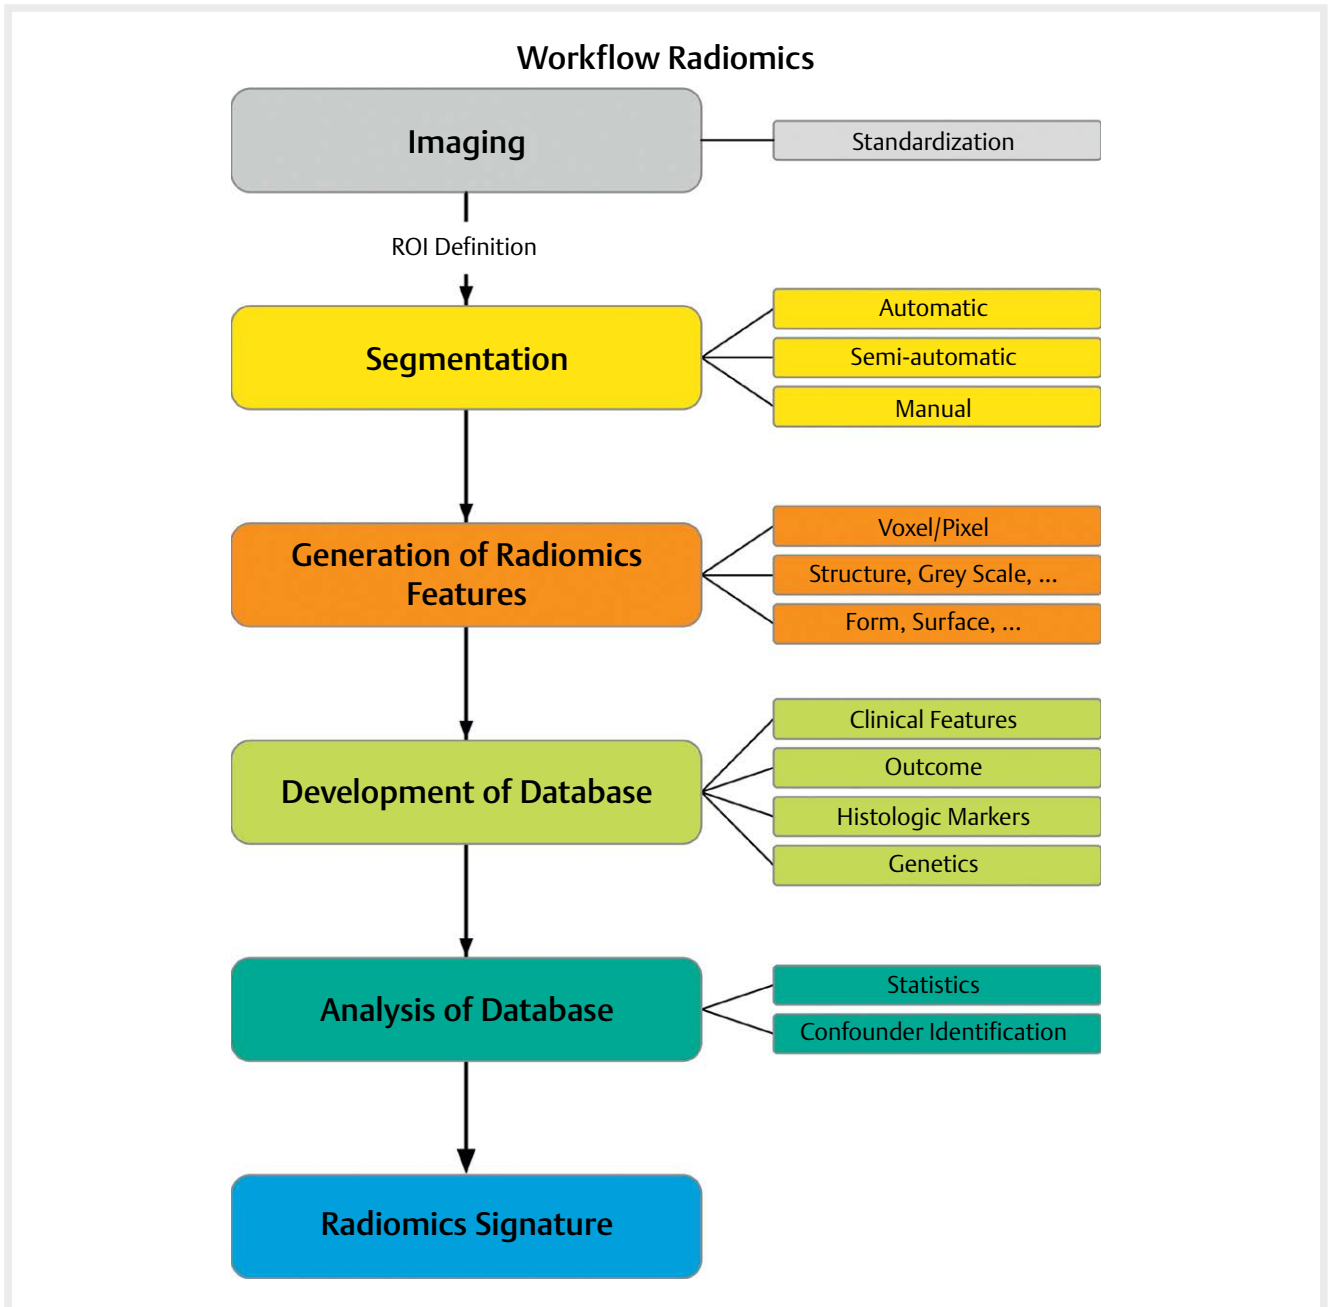 Workflow Radiomics
Imaging
Standardization
ROI Definition
Segmentation
Automatic
Semi-automatic
Manual
Generation of Radiomics
Features
Voxel/Pixel
Structure, Grey Scale, ...
Form, Surface, ...
Development of Database
Clinical Features
Outcome
Histologic Markers
Genetics
Analysis of Database
Statistics
Confounder Identification
Radiomics Signature